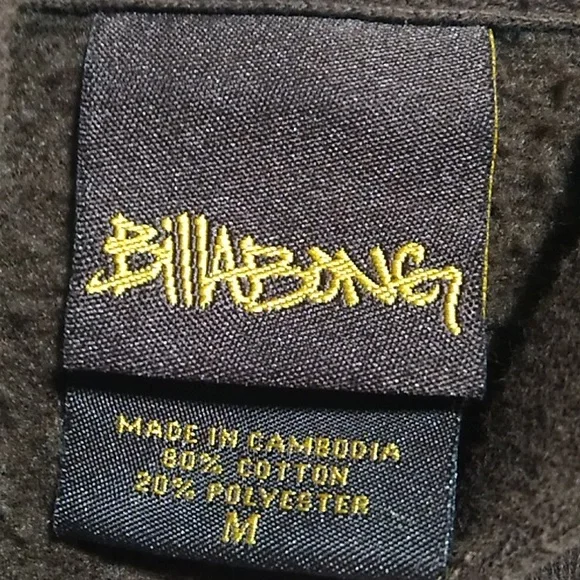 BillABONG
MADE IN CAMBODIA
80% COTTON
20% POLYESTER
M